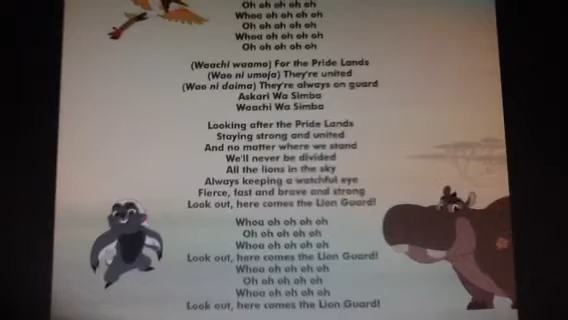 Oh oh oh oh oh
Whoa oh oh oh oh
Oh oh oh oh oh
Whoa oh oh oh oh
Oh oh oh oh oh
(Waachi waamo) For the Pride Lands
(Wao ni umoja) They're united
(Wao ni daima) They're always on guard
Askari Wa Simba
Waachi Wa Simba
Looking after the Pride Lands
Staying strong and united
And no matter where we stand
We'll never be divided
All the lions in the sky
Always keeping a watchful eye
Fierce, fast and brave and strong
Look out, here comes the Lion Guard!
Whoa oh oh oh oh
Oh oh oh oh oh
Whoa oh oh oh oh
Look out, here comes the Lion Guard!
Whoa oh oh oh oh
Oh oh oh oh oh
Whoa oh oh oh oh
Look out, here comes the Lion Guard!